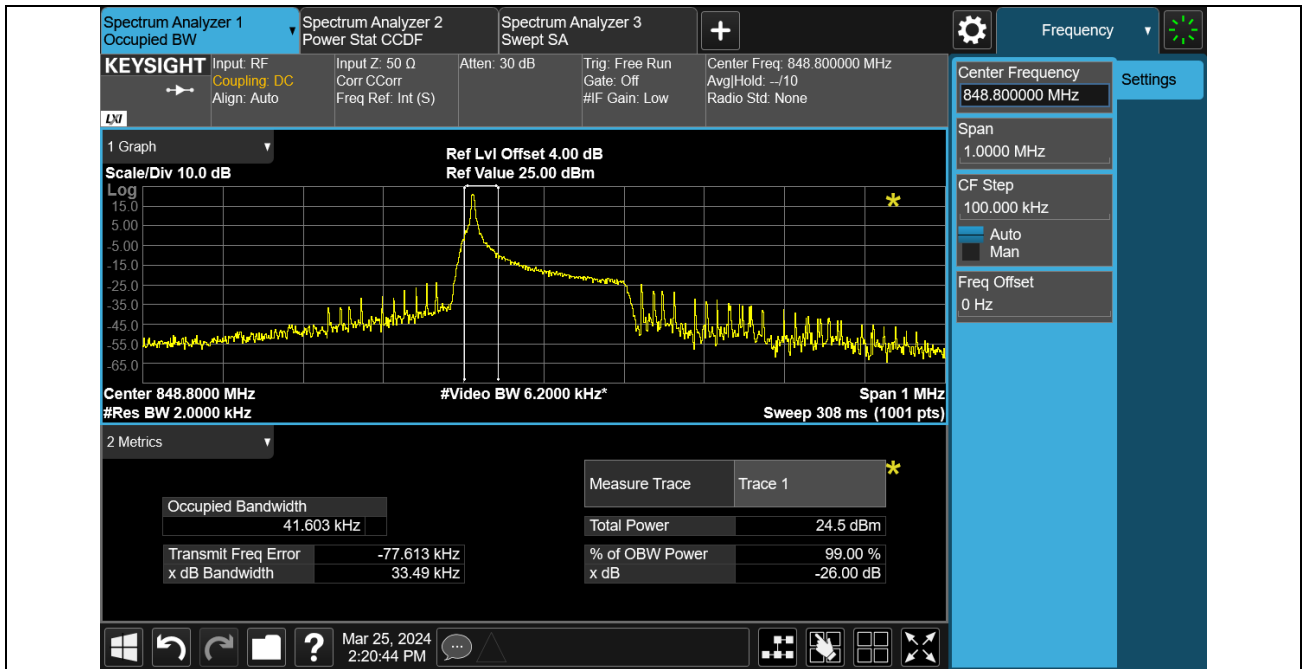 Spectrum Analyzer 1
Occupied BW
Spectrum Analyzer 2
Power Stat CCDF
Spectrum Analyzer 3
Swept SA
+
Frequency
KEYSIGHT
LXI
Input: RF
Coupling: DC
Align: Auto
Input Z: 50 Ω
Corr CCorr
Freq Ref: Int (S)
Atten: 30 dB
Trig: Free Run
Gate: Off
#IF Gain: Low
Center Freq: 848.800000 MHz
Avg|Hold: --/10
Radio Std: None
Center Frequency
848.800000 MHz
Settings
Span
1.0000 MHz
CF Step
100.000 kHz
Auto
Man
Freq Offset
0 Hz
1 Graph
Scale/Div 10.0 dB
Ref Lvl Offset 4.00 dB
Ref Value 25.00 dBm
Log
15.0
5.00
-5.00
-15.0
-25.0
-35.0
-45.0
-55.0
-65.0
Center 848.8000 MHz
#Res BW 2.0000 kHz
#Video BW 6.2000 kHz*
Span 1 MHz
Sweep 308 ms (1001 pts)
2 Metrics
Measure Trace Trace 1
Occupied Bandwidth
41.603 kHz
Total Power 24.5 dBm
Transmit Freq Error -77.613 kHz
% of OBW Power 99.00 %
x dB Bandwidth 33.49 kHz
x dB -26.00 dB
?
Mar 25, 2024
2:20:44 PM